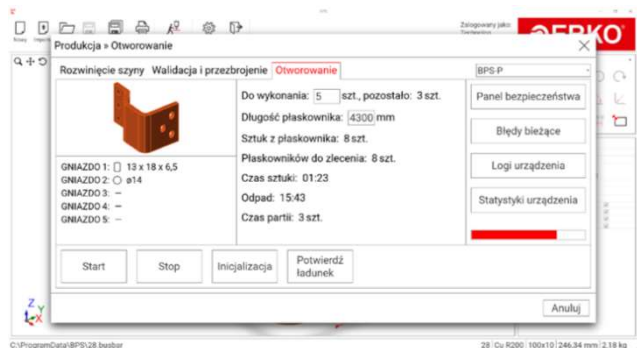 Nowy
Zalogowany jako:
ERKO
Produkcja » Otworowanie
Rozwinięcie szyny Walidacja i przezbrojenie Otworowanie
BPS-P
Do wykonania: 5 szt., pozostało: 3 szt.
Długość płaskownika: 4300 mm
Sztuk z płaskownika: 8 szt.
Płaskowników do zlecenia: 8 szt.
Czas sztuki: 01:23
Odpad: 15:43
Czas partii: 3 szt.
GNIAZDO 1: 13 x 18 x 6,5
GNIAZDO 2: ø14
GNIAZDO 3: –
GNIAZDO 4: –
GNIAZDO 5: –
Panel bezpieczeństwa
Błędy bieżące
Logi urządzenia
Statystyki urządzenia
Start
Stop
Inicjalizacja
Potwierdź
ładunek
Anuluj
Z
Y
X
C:\ProgramData\BPS\28.busbar
28 Cu R200 100x10 246,34 mm 2,18 kg